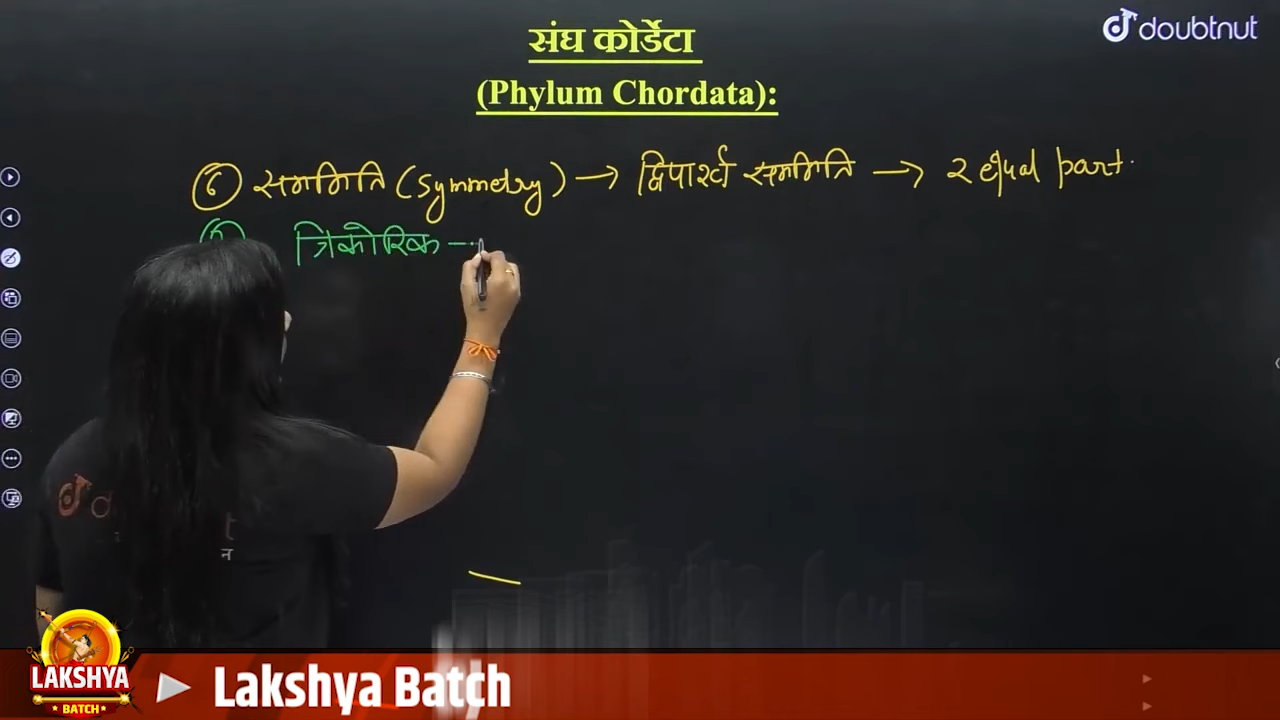 संघ कोर्डेटा
doubtnut
(Phylum Chordata):
⑥ सममिति (Symmetry) → द्विपार्श्व सममिति → 2 equal part.
त्रिकोरिक –
न
LAKSHYA
BATCH
Lakshya Batch